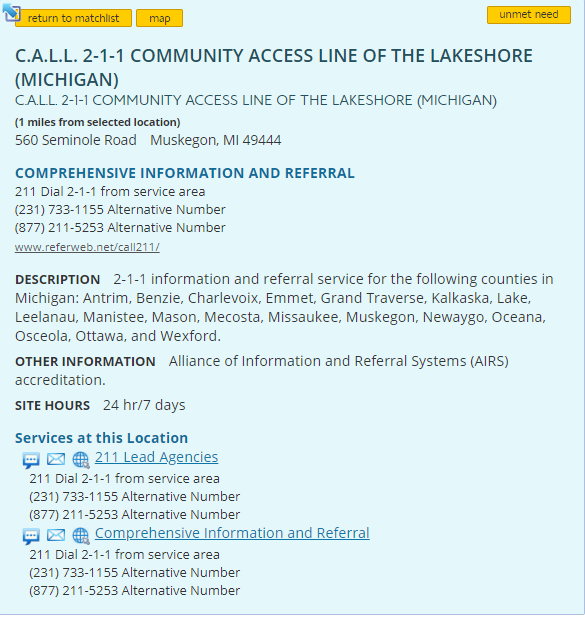 return to matchlist map unmet need
C.A.L.L. 2-1-1 COMMUNITY ACCESS LINE OF THE LAKESHORE
(MICHIGAN)
C.A.L.L. 2-1-1 COMMUNITY ACCESS LINE OF THE LAKESHORE (MICHIGAN)
(1 miles from selected location)
560 Seminole Road Muskegon, MI 49444
COMPREHENSIVE INFORMATION AND REFERRAL
211 Dial 2-1-1 from service area
(231) 733-1155 Alternative Number
(877) 211-5253 Alternative Number
www.referweb.net/call211/
DESCRIPTION 2-1-1 information and referral service for the following counties in
Michigan: Antrim, Benzie, Charlevoix, Emmet, Grand Traverse, Kalkaska, Lake,
Leelanau, Manistee, Mason, Mecosta, Missaukee, Muskegon, Newaygo, Oceana,
Osceola, Ottawa, and Wexford.
OTHER INFORMATION Alliance of Information and Referral Systems (AIRS)
accreditation.
SITE HOURS 24 hr/7 days
Services at this Location
211 Lead Agencies
211 Dial 2-1-1 from service area
(231) 733-1155 Alternative Number
(877) 211-5253 Alternative Number
Comprehensive Information and Referral
211 Dial 2-1-1 from service area
(231) 733-1155 Alternative Number
(877) 211-5253 Alternative Number